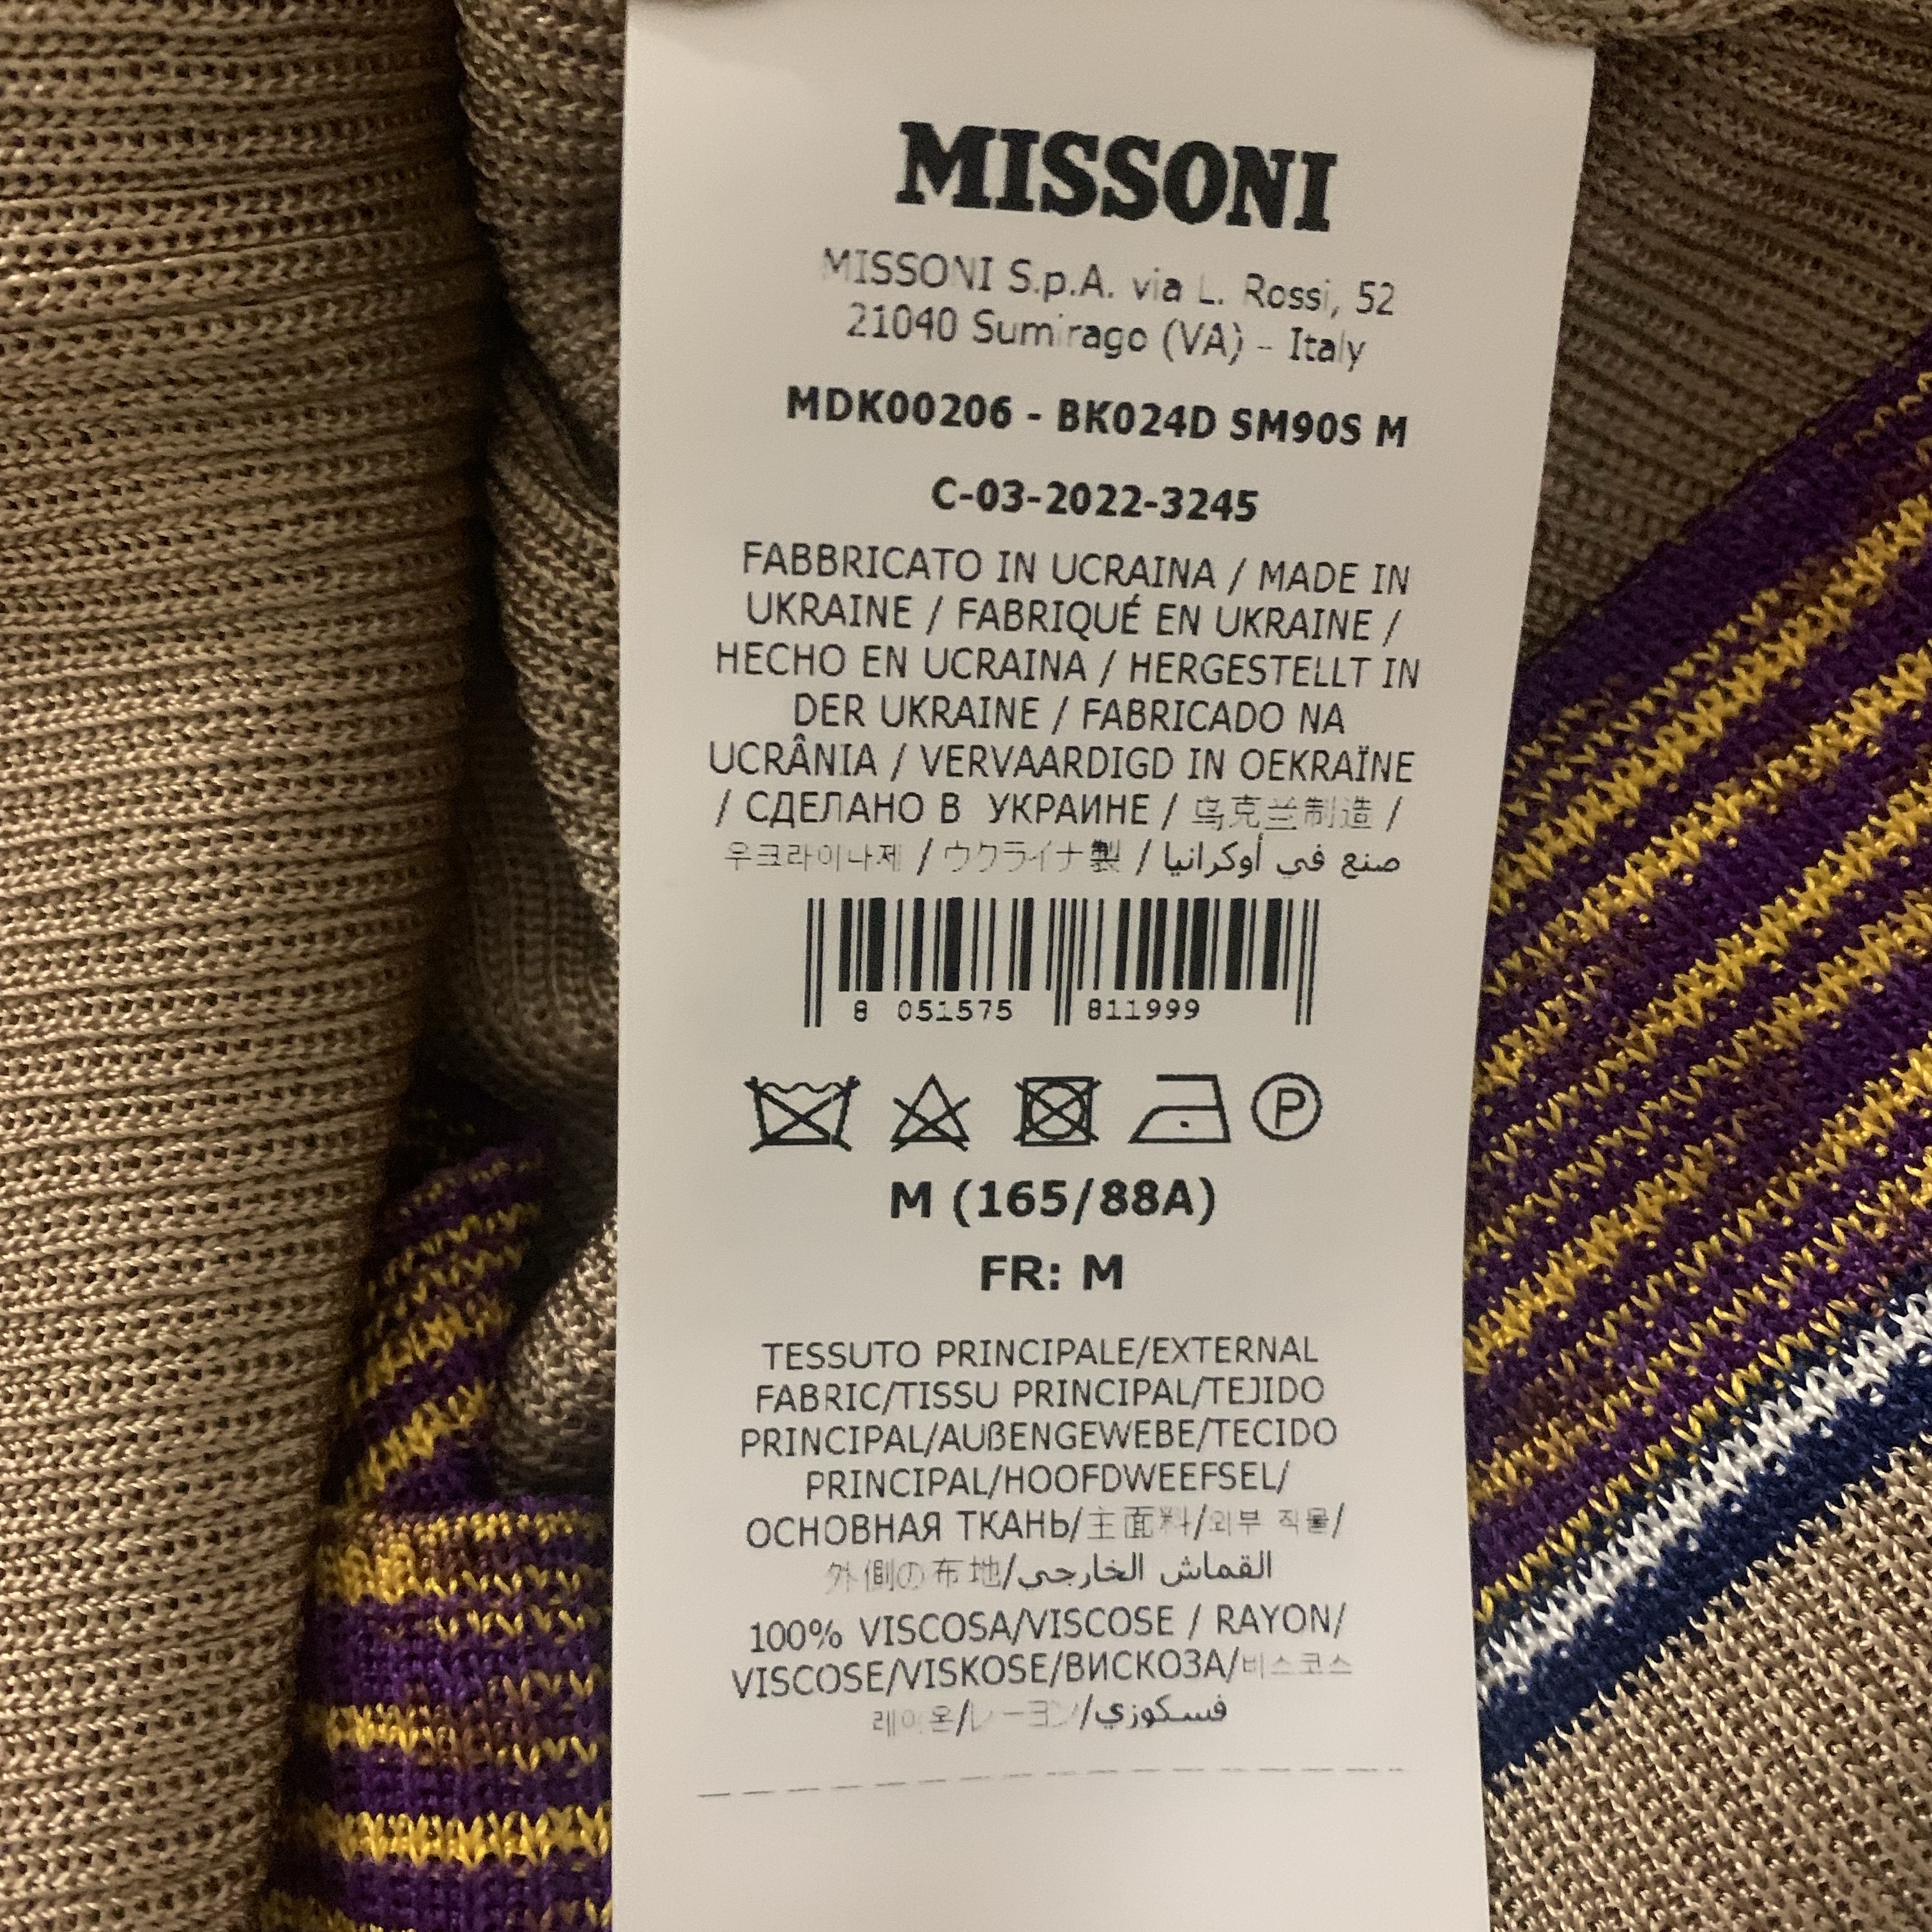 MISSONI
MISSONI S.p.A. via L. Rossi, 52
21040 Sumirago (VA) - Italy
MDK00206 - BK024D SM90S M
C-03-2022-3245
FABBRICATO IN UCRAINA / MADE IN
UKRAINE / FABRIQUÉ EN UKRAINE /
HECHO EN UCRAINA / HERGESTELLT IN
DER UKRAINE / FABRICADO NA
UCRÂNIA / VERVAARDIGD IN OEKRAÏNE
/ СДЕЛАНО В УКРАИНЕ / 乌克兰制造 /
우크라이나제 / ウクライナ製 / صنع في أوكرانيا
8 051575 811999
P
M (165/88A)
FR: M
TESSUTO PRINCIPALE/EXTERNAL
FABRIC/TISSU PRINCIPAL/TEJIDO
PRINCIPAL/AUßENGEWEBE/TECIDO
PRINCIPAL/HOOFDWEEFSEL/
ОСНОВНАЯ ТКАНЬ/主面料/외부 직물/
外側の布地/القماش الخارجي
100% VISCOSA/VISCOSE / RAYON/
VISCOSE/VISKOSE/ВИСКОЗА/비스코스
레이온/レーヨン/فسكوزي